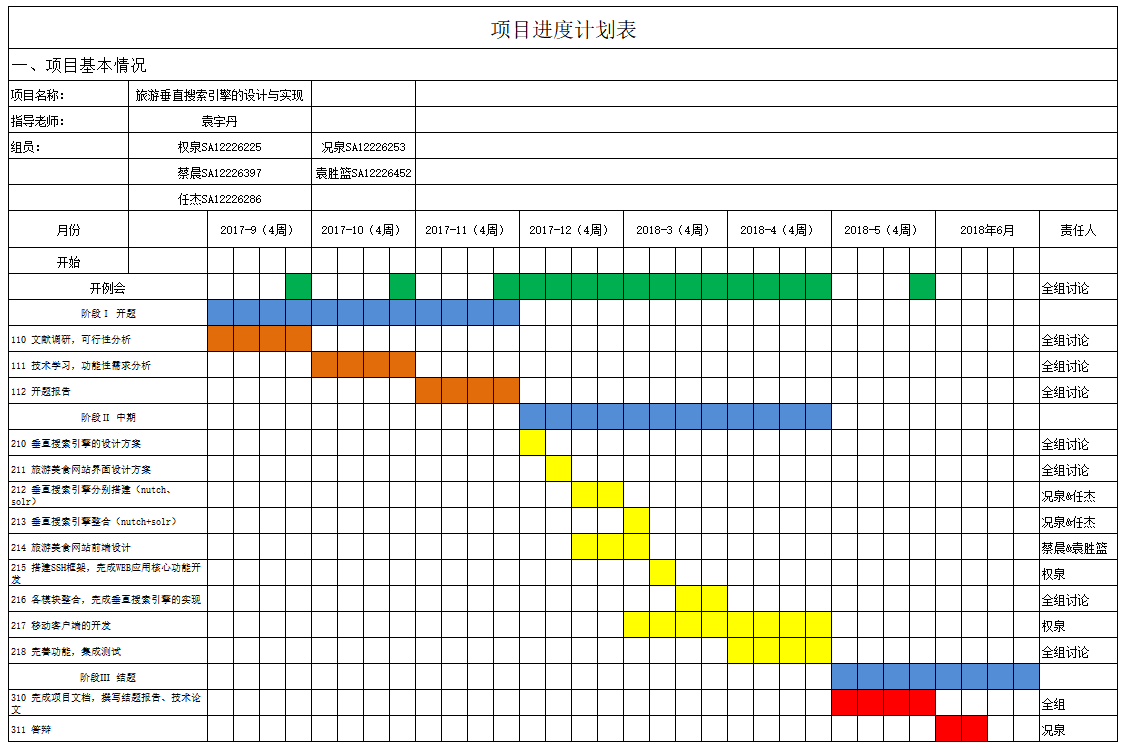 项目进度计划表
一、项目基本情况
项目名称: 旅游垂直搜索引擎的设计与实现
指导老师: 袁宇丹
组员: 权泉SA12226225 况泉SA12226253
蔡晨SA12226397 袁胜篮SA12226452
任杰SA12226286
月份 2017-9（4周） 2017-10（4周） 2017-11（4周） 2017-12（4周） 2018-3（4周） 2018-4（4周） 2018-5（4周） 2018年6月 责任人
开始
开例会 全组讨论
阶段Ⅰ 开题
110 文献调研，可行性分析 全组讨论
111 技术学习，功能性需求分析 全组讨论
112 开题报告 全组讨论
阶段Ⅱ 中期
210 垂直搜索引擎的设计方案 全组讨论
211 旅游美食网站界面设计方案 全组讨论
212 垂直搜索引擎分别搭建（nutch、
solr） 况泉&任杰
213 垂直搜索引擎整合（nutch+solr） 况泉&任杰
214 旅游美食网站前端设计 蔡晨&袁胜篮
215 搭建SSH框架，完成WEB应用核心功能开
发 权泉
216 各模块整合，完成垂直搜索引擎的实现 全组讨论
217 移动客户端的开发 权泉
218 完善功能，集成测试 全组讨论
阶段Ⅲ 结题
310 完成项目文档，撰写结题报告、技术论
文 全组
311 答辩 况泉